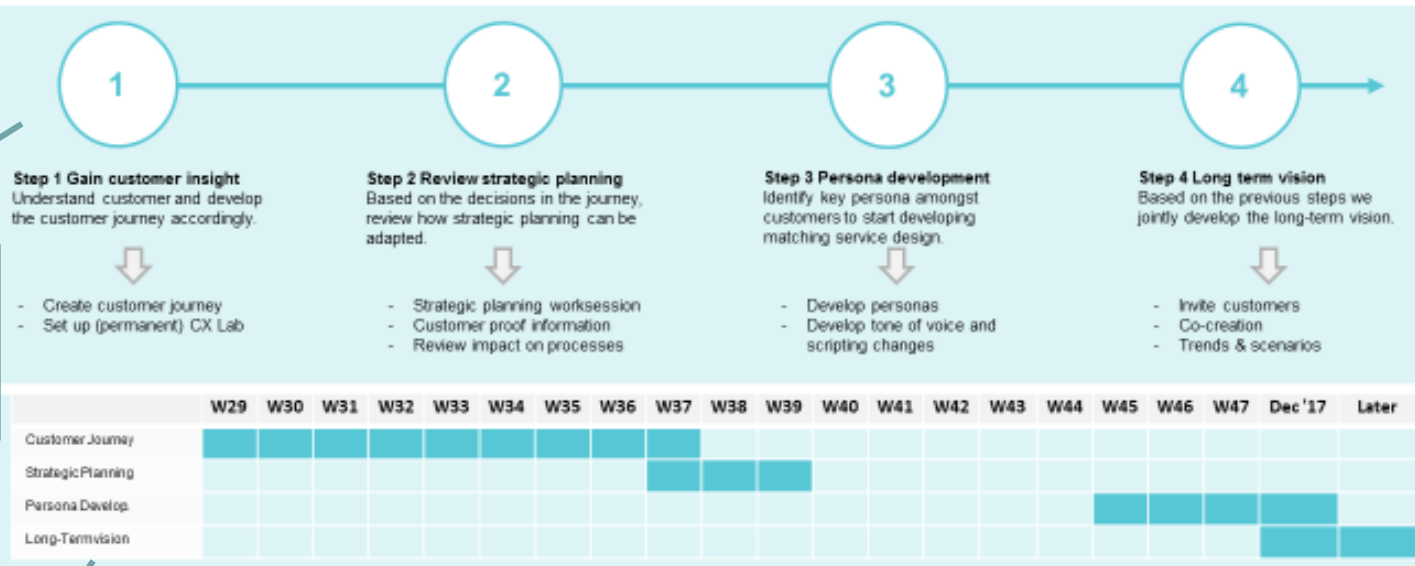 1
2
3
4
Step 1 Gain customer insight
Understand customer and develop
the customer journey accordingly.
- Create customer journey
- Set up (permanent) CX Lab
Step 2 Review strategic planning
Based on the decisions in the journey,
review how strategic planning can be
adapted.
- Strategic planning worksession
- Customer proof information
- Review impact on processes
Step 3 Persona development
Identify key persona amongst
customers to start developing
matching service design.
- Develop personas
- Develop tone of voice and
scripting changes
Step 4 Long term vision
Based on the previous steps we
jointly develop the long-term vision.
- Invite customers
- Co-creation
- Trends & scenarios
W29 W30 W31 W32 W33 W34 W35 W36 W37 W38 W39 W40 W41 W42 W43 W44 W45 W46 W47 Dec '17 Later
Customer Journey
Strategic Planning
Persona Develop.
Long-Termvision